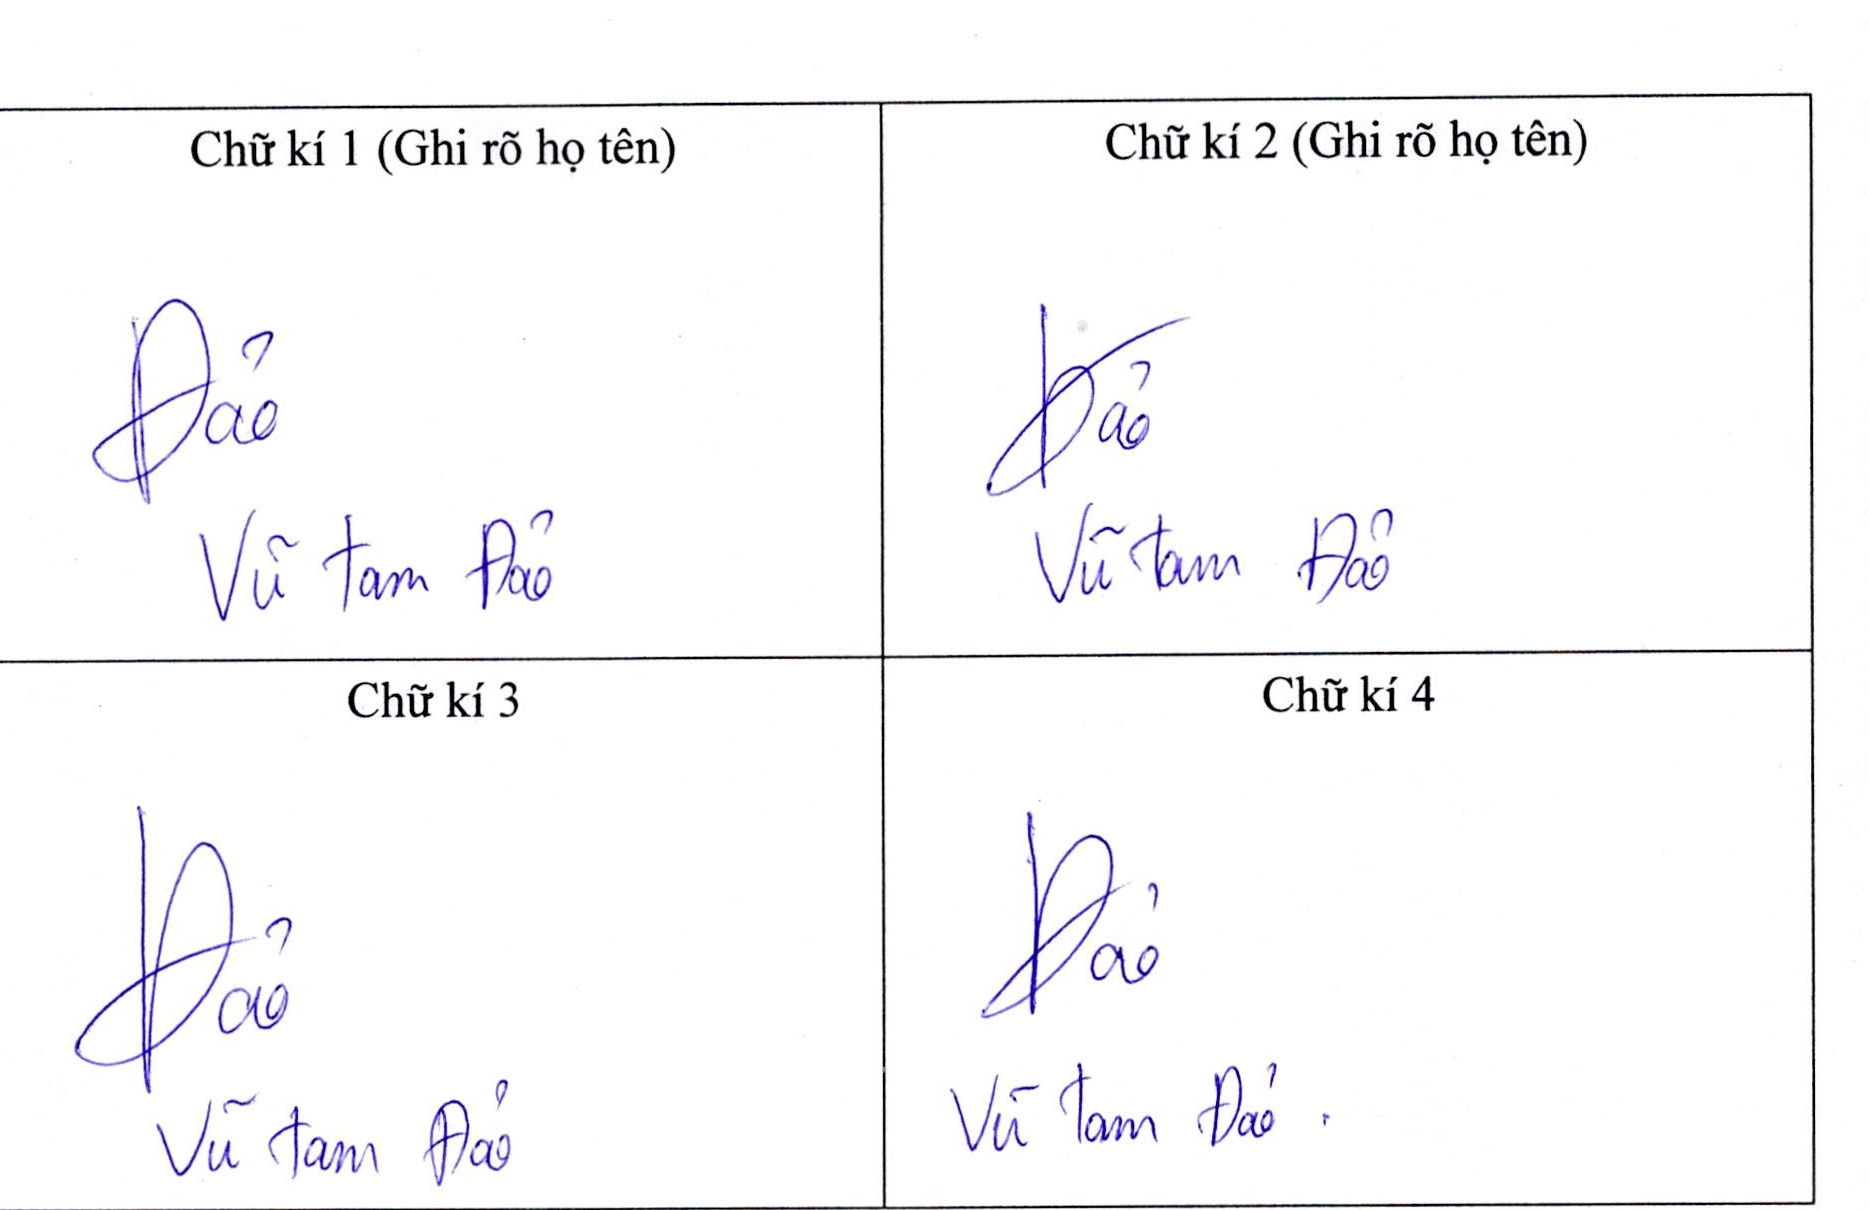 Chữ kí 1 (Ghi rõ họ tên)
Đảo
Vũ Tam Đảo
Chữ kí 2 (Ghi rõ họ tên)
Đảo
Vũ Tam Đảo
Chữ kí 3
Đảo
Vũ Tam Đảo
Chữ kí 4
Đảo
Vũ Tam Đảo .